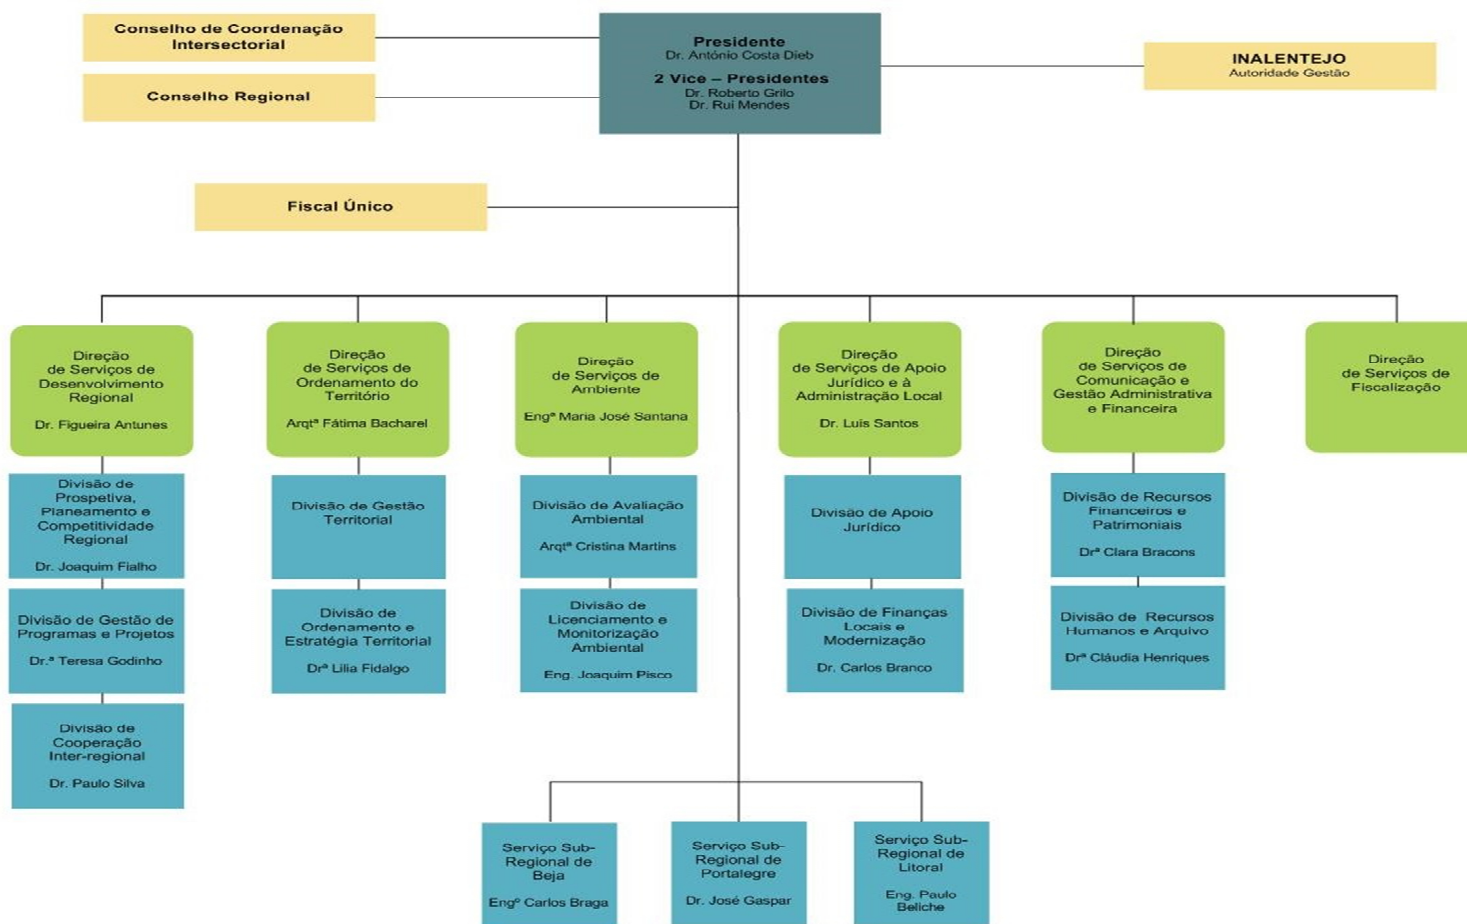 Conselho de Coordenação
Intersectorial
Conselho Regional
Presidente
Dr. António Costa Dieb
2 Vice – Presidentes
Dr. Roberto Grilo
Dr. Rui Mendes
INALENTEJO
Autoridade Gestão
Fiscal Único
Direção
de Serviços de
Desenvolvimento
Regional
Dr. Figueira Antunes
Direção
de Serviços de
Ordenamento do
Território
Arqtª Fátima Bacharel
Direção
de Serviços de
Ambiente
Engª Maria José Santana
Direção
de Serviços de Apoio
Jurídico e à
Administração Local
Dr. Luís Santos
Direção
de Serviços de
Comunicação e
Gestão Administrativa
e Financeira
Direção
de Serviços de
Fiscalização
Divisão de
Prospetiva,
Planeamento e
Competitividade
Regional
Dr. Joaquim Fialho
Divisão de Gestão
Territorial
Divisão de Avaliação
Ambiental
Arqtª Cristina Martins
Divisão de Apoio
Jurídico
Divisão de Recursos
Financeiros e
Patrimoniais
Drª Clara Bracons
Divisão de Gestão de
Programas e Projetos
Dr.ª Teresa Godinho
Divisão de
Ordenamento e
Estratégia Territorial
Drª Lilia Fidalgo
Divisão de
Licenciamento e
Monitorização
Ambiental
Eng. Joaquim Pisco
Divisão de Finanças
Locais e
Modernização
Dr. Carlos Branco
Divisão de Recursos
Humanos e Arquivo
Drª Cláudia Henriques
Divisão de
Cooperação
Inter-regional
Dr. Paulo Silva
Serviço Sub-
Regional de
Beja
Engº Carlos Braga
Serviço Sub-
Regional de
Portalegre
Dr. José Gaspar
Serviço Sub-
Regional de
Litoral
Eng. Paulo
Beliche